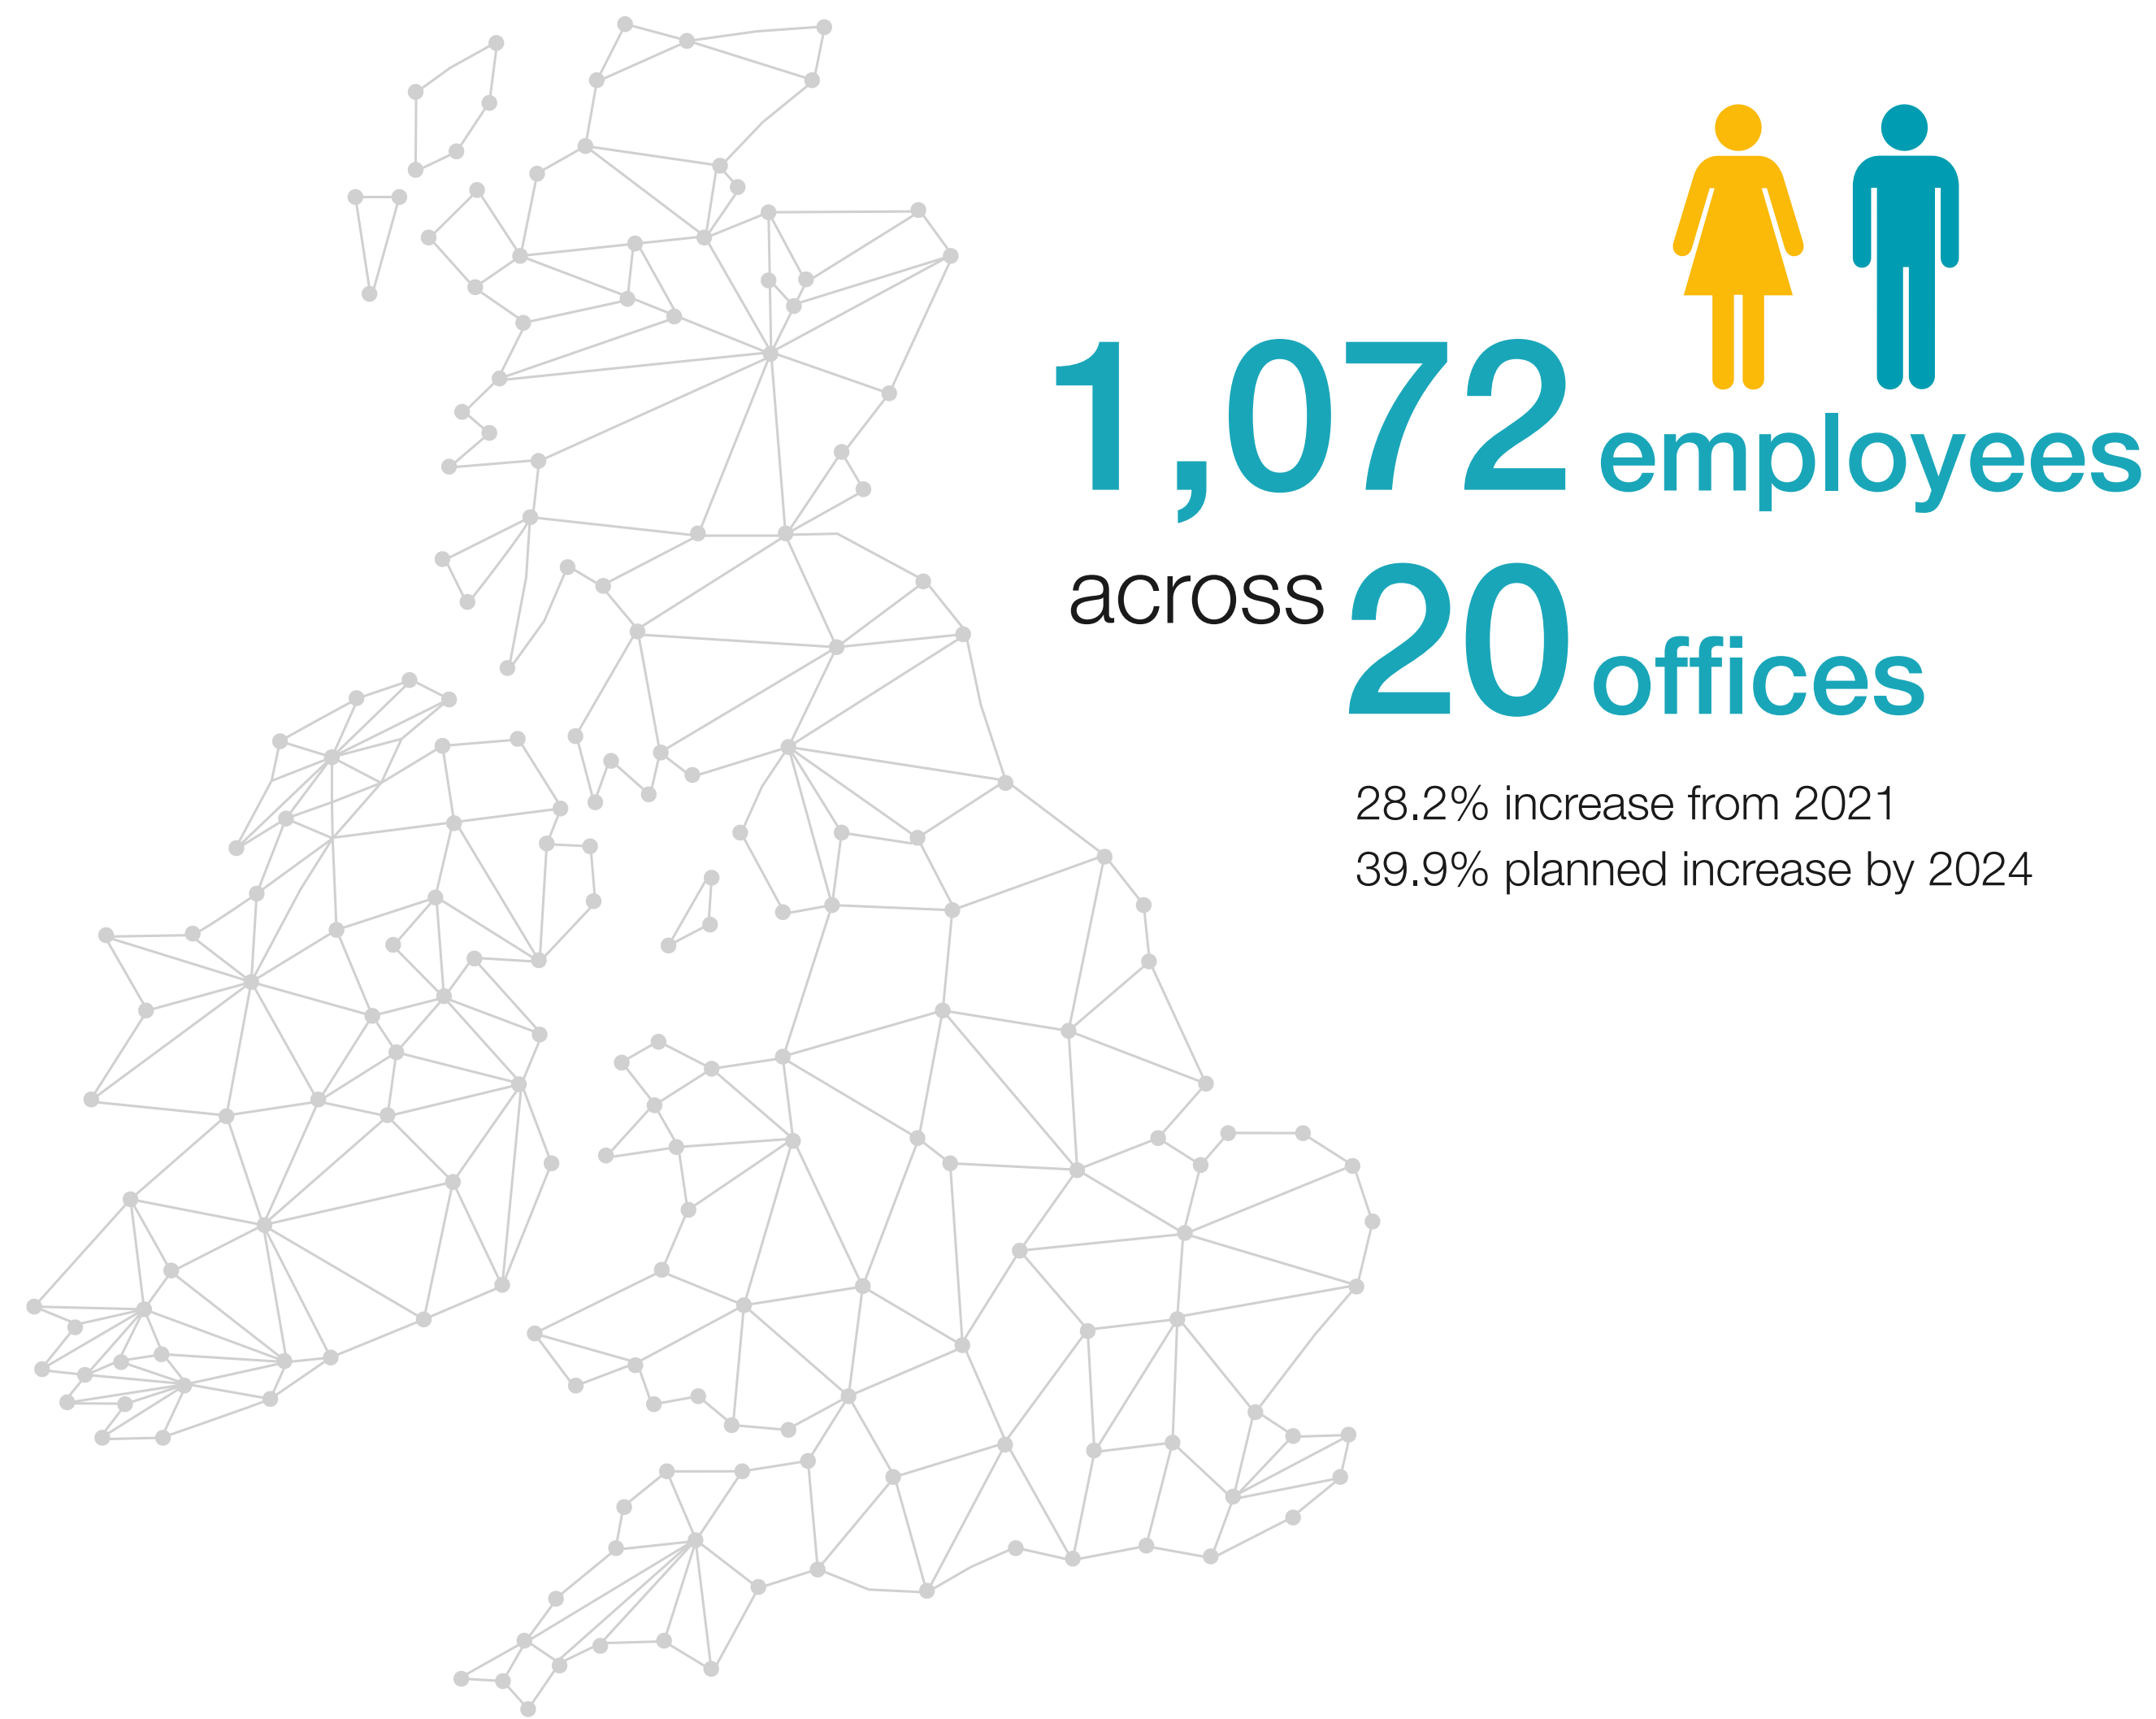 1,072 employees
across 20 offices
28.2% increase from 2021
39.9% planned increase by 2024